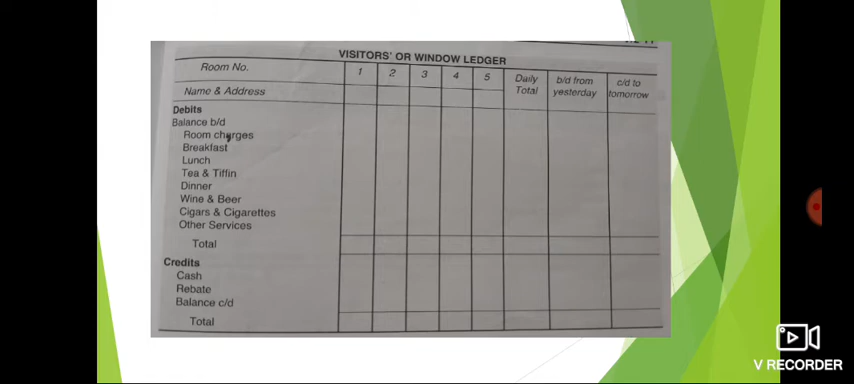 VISITORS' OR WINDOW LEDGER
Room No. 1 2 3 4 5 Daily Total b/d from yesterday c/d to tomorrow
Name & Address
Debits
Balance b/d
Room charges
Breakfast
Lunch
Tea & Tiffin
Dinner
Wine & Beer
Cigars & Cigarettes
Other Services
Total
Credits
Cash
Rebate
Balance c/d
Total
V RECORDER